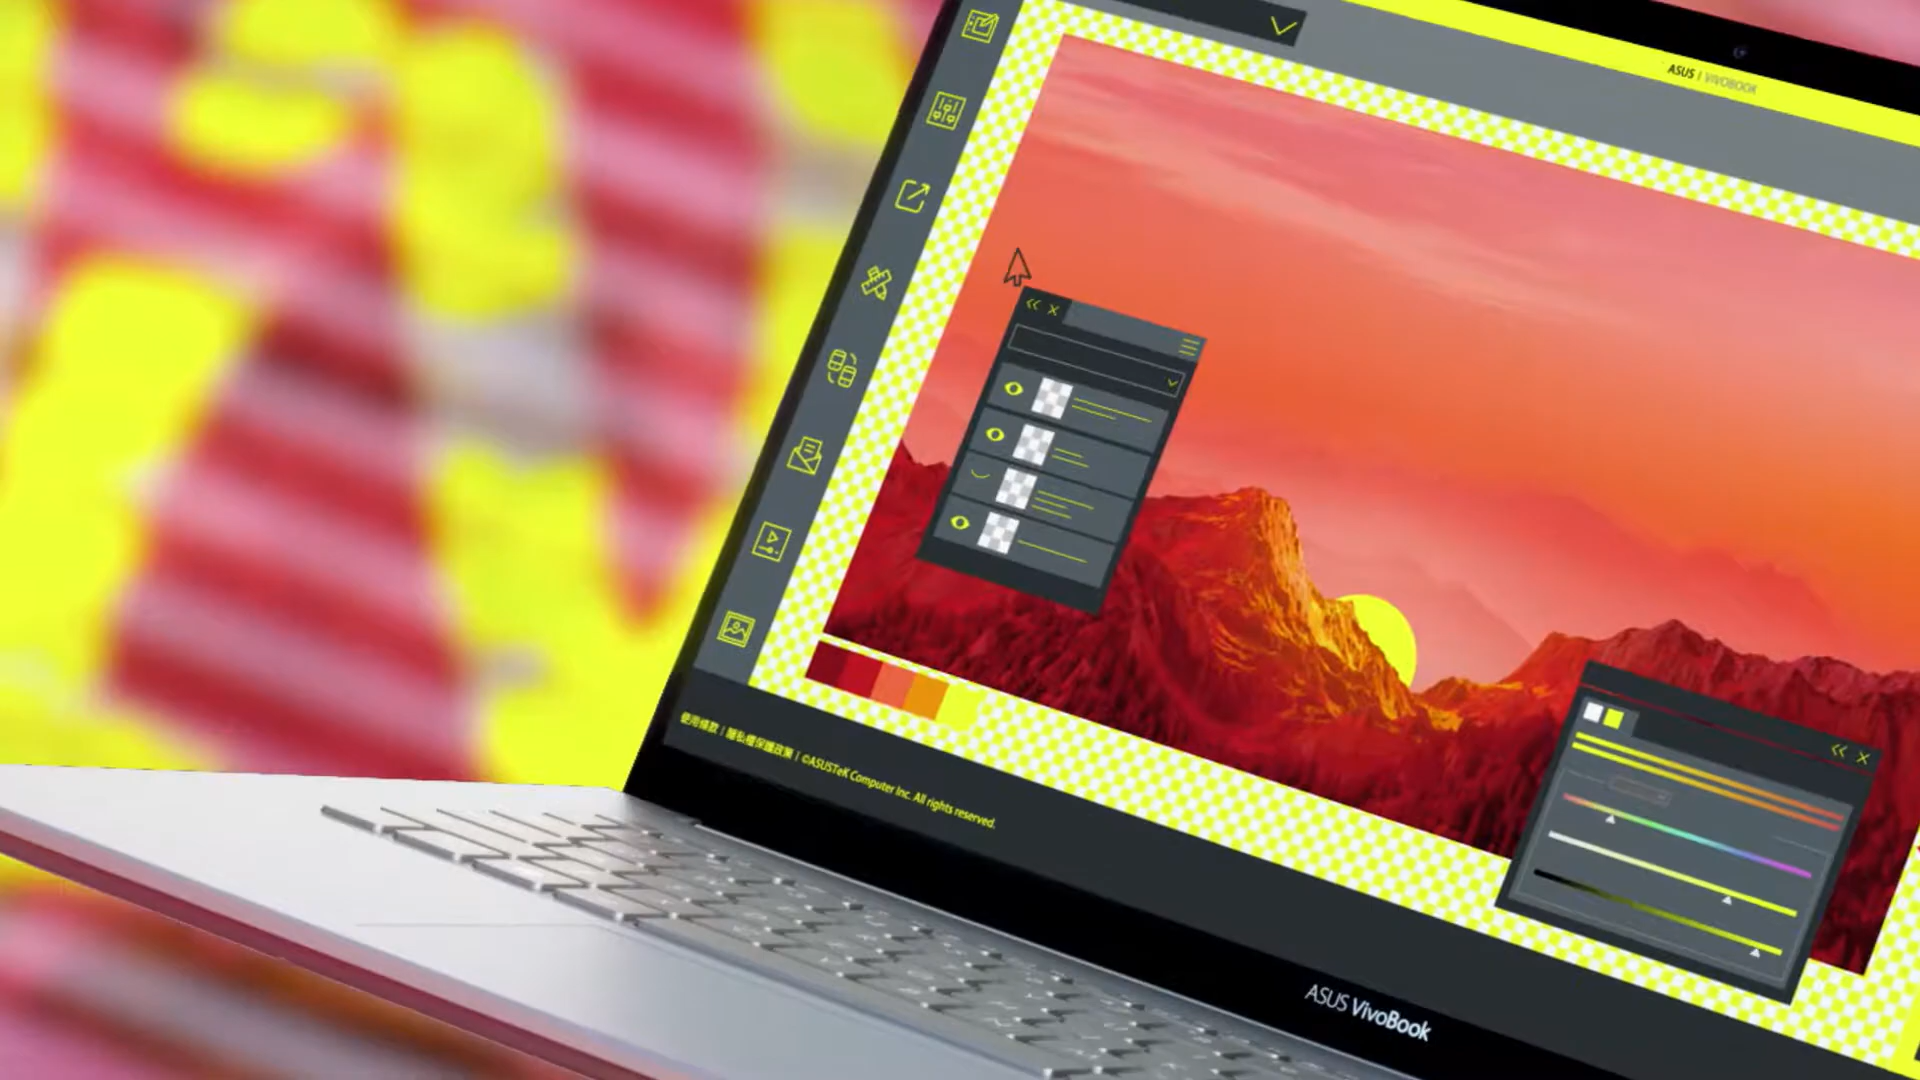 ASUS | VIVOBOOK
使用條款 | 隱私權保護政策 | ©ASUSTeK Computer Inc. All rights reserved.
ASUS VivoBook